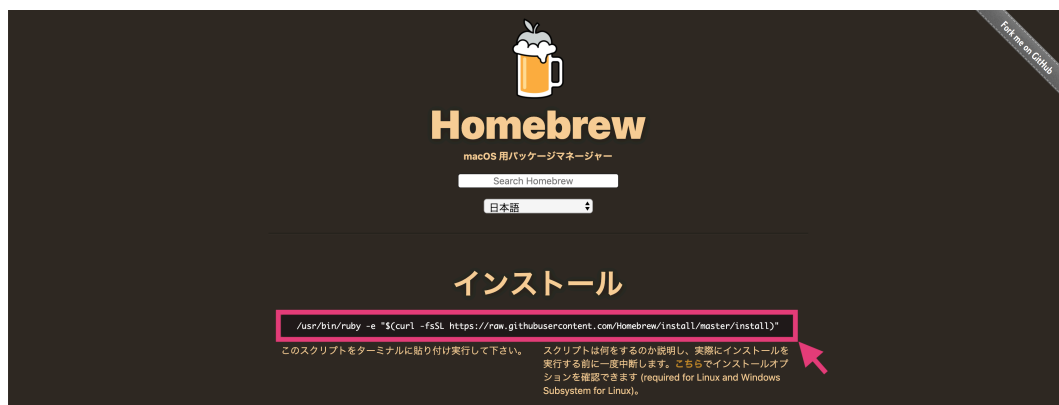 Fork me on GitHub
Homebrew
macOS 用パッケージマネージャー
Search Homebrew
日本語
インストール
/usr/bin/ruby -e "$(curl -fsSL https://raw.githubusercontent.com/Homebrew/install/master/install)"
このスクリプトをターミナルに貼り付け実行して下さい。
スクリプトは何をするのか説明し、実際にインストールを
実行する前に一度中断します。こちらでインストールオプ
ションを確認できます (required for Linux and Windows
Subsystem for Linux)。